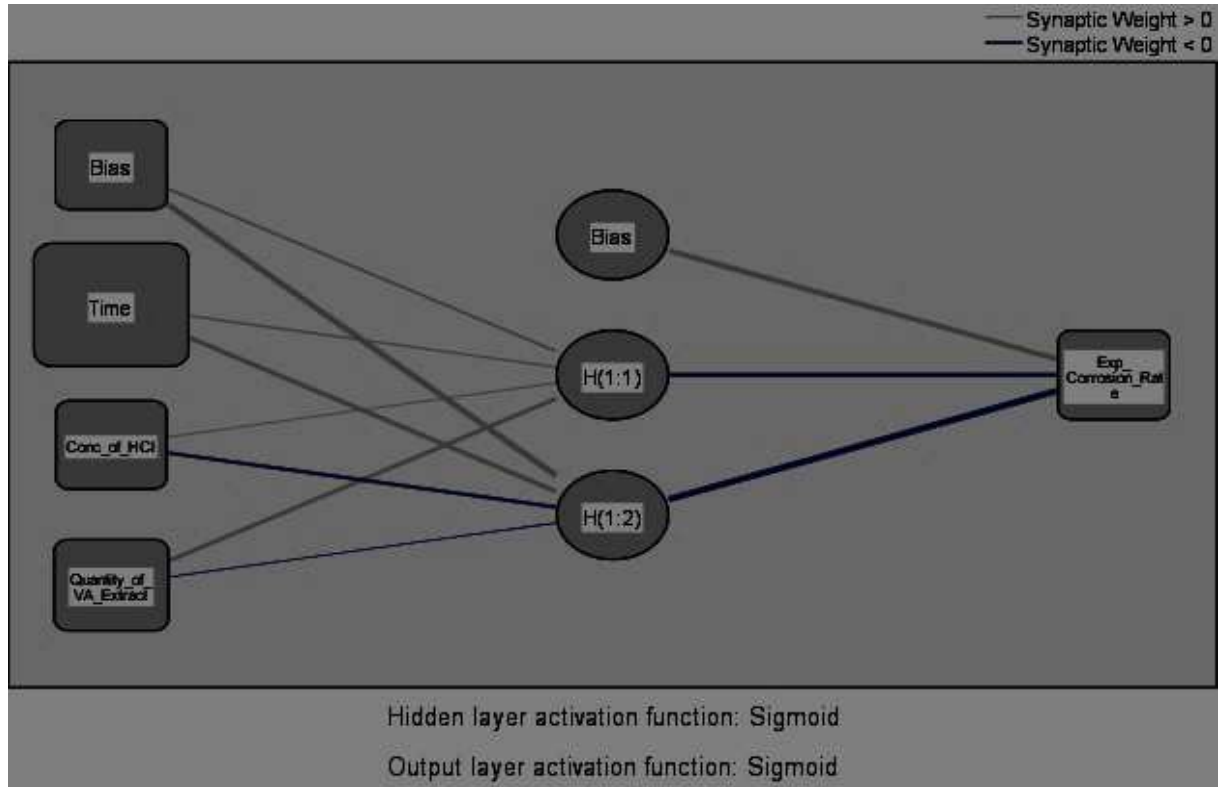 Synaptic Weight > 0
Synaptic Weight < 0
Bias
Time
Conc_of_HCl
Quantity_of_
VA_Extract
Bias
H(1:1)
H(1:2)
Exp_
Corrosion_Rat
e
Hidden layer activation function: Sigmoid
Output layer activation function: Sigmoid